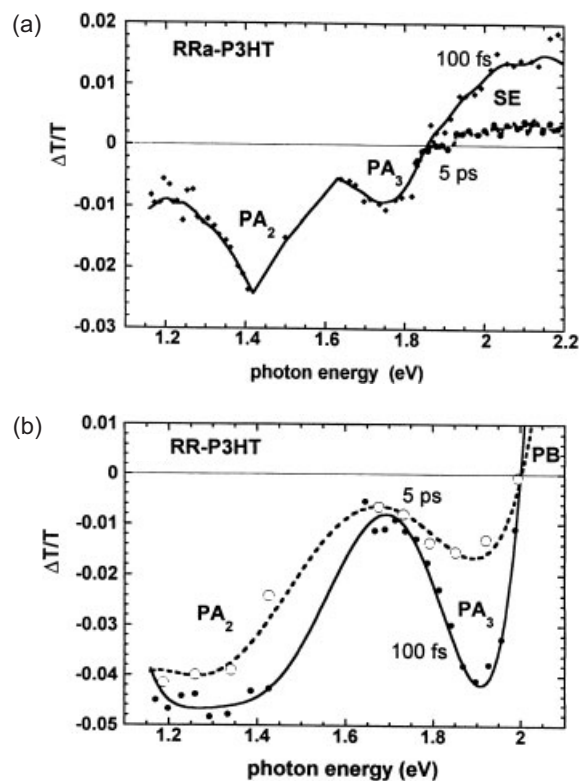 (a)
0.02
RRa-P3HT
100 fs
0.01
SE
ΔT/T
0
5 ps
PA3
-0.01
PA2
-0.02
-0.03
1.2 1.4 1.6 1.8 2 2.2
photon energy (eV)
(b)
0.01
RR-P3HT
PB
0
5 ps
-0.01
ΔT/T
-0.02
PA2
PA3
-0.03
100 fs
-0.04
-0.05
1.2 1.4 1.6 1.8 2
photon energy (eV)